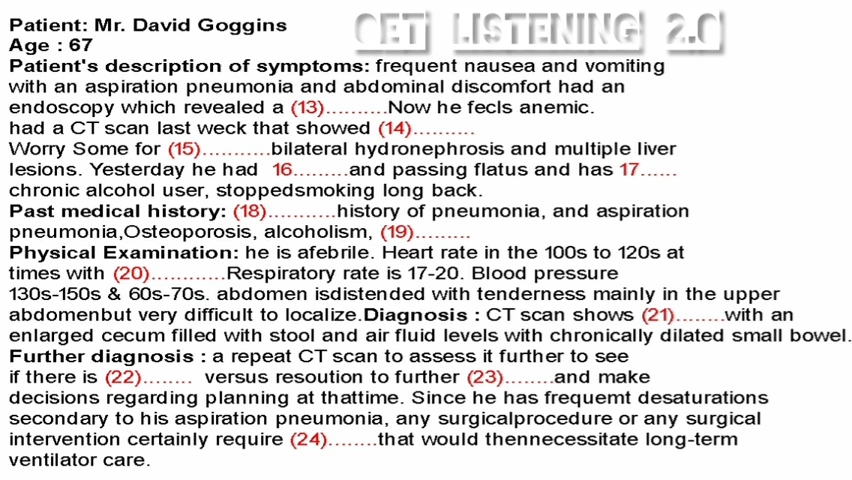 Patient: Mr. David Goggins
OET LISTENING 2.0
Age : 67
Patient's description of symptoms: frequent nausea and vomiting
with an aspiration pneumonia and abdominal discomfort had an
endoscopy which revealed a (13)..........Now he fecls anemic.
had a CT scan last weck that showed (14)..........
Worry Some for (15)...........bilateral hydronephrosis and multiple liver
lesions. Yesterday he had 16.........and passing flatus and has 17......
chronic alcohol user, stoppedsmoking long back.
Past medical history: (18)...........history of pneumonia, and aspiration
pneumonia,Osteoporosis, alcoholism, (19).........
Physical Examination: he is afebrile. Heart rate in the 100s to 120s at
times with (20)............Respiratory rate is 17-20. Blood pressure
130s-150s & 60s-70s. abdomen isdistended with tenderness mainly in the upper
abdomenbut very difficult to localize.Diagnosis : CT scan shows (21)........with an
enlarged cecum filled with stool and air fluid levels with chronically dilated small bowel.
Further diagnosis : a repeat CT scan to assess it further to see
if there is (22)........ versus resoution to further (23)........and make
decisions regarding planning at thattime. Since he has frequemt desaturations
secondary to his aspiration pneumonia, any surgicalprocedure or any surgical
intervention certainly require (24)........that would thennecessitate long-term
ventilator care.